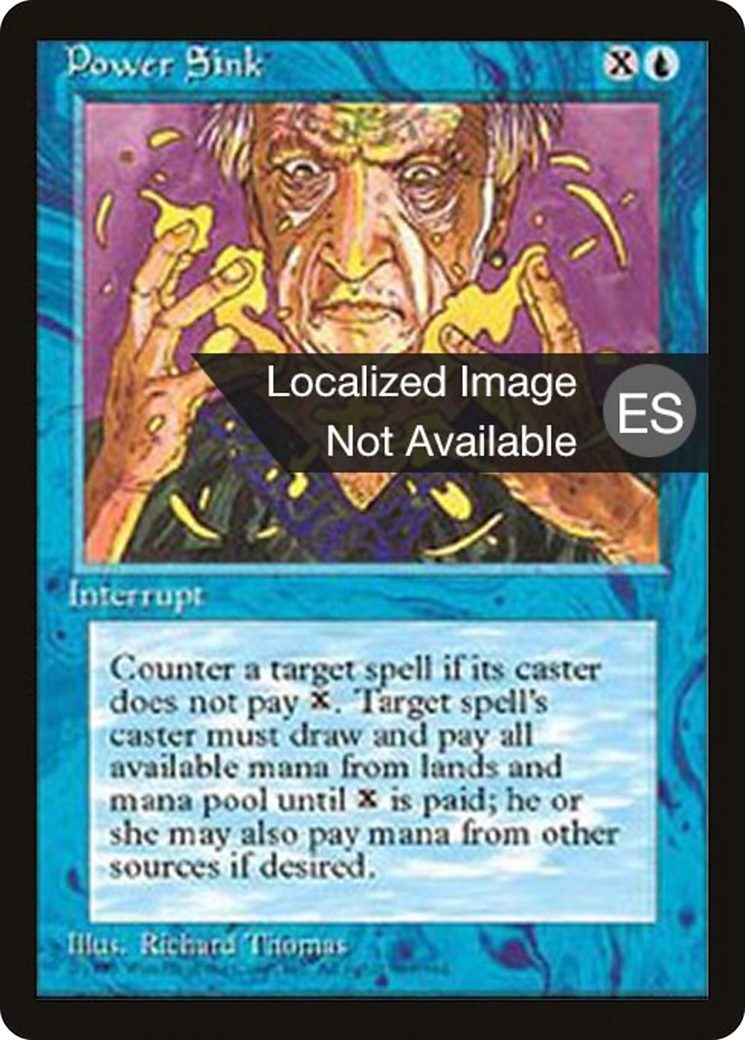 Power Sink
X
Localized Image
Not Available
ES
Interrupt
Counter a target spell if its caster
does not pay X. Target spell's
caster must draw and pay all
available mana from lands and
mana pool until X is paid; he or
she may also pay mana from other
sources if desired.
Illus. Richard Thomas